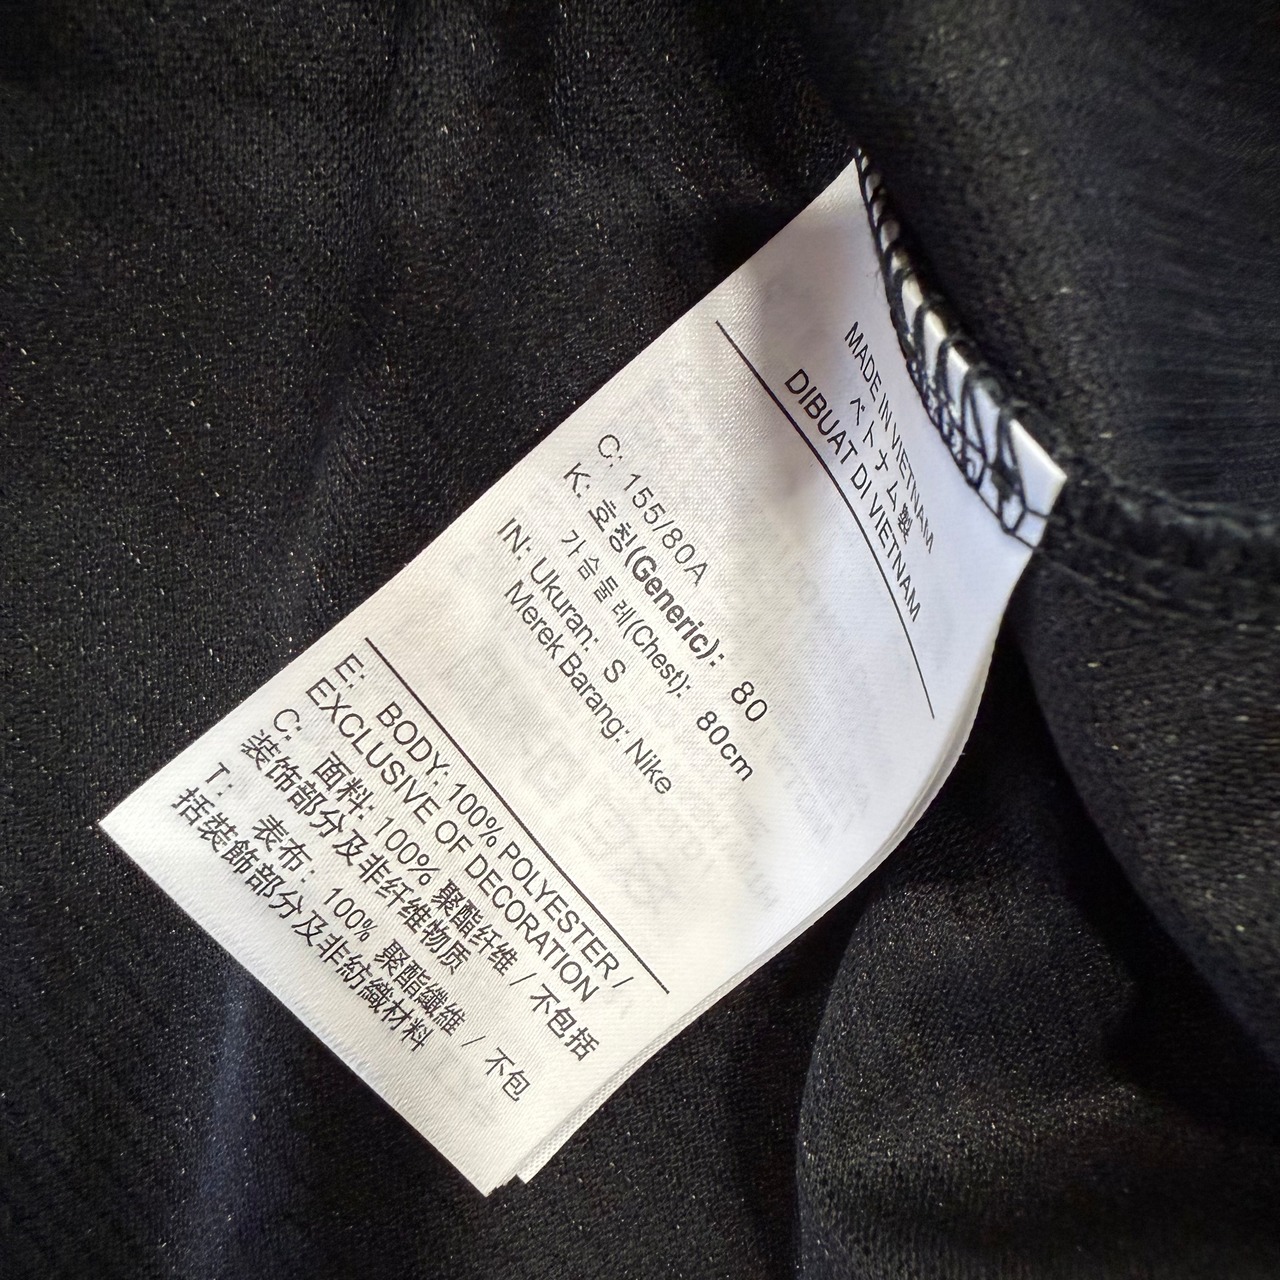 MADE IN VIETNAM
ベトナム製
DIBUAT DI VIETNAM
C: 155/80A
K: 호칭(Generic): 80
가슴둘레(Chest): 80cm
IN: Ukuran: S
Merek Barang: Nike
E: BODY: 100% POLYESTER /
EXCLUSIVE OF DECORATION
C: 面料: 100% 聚酯纤维 / 不包括
装饰部分及非纤维物质
T: 表布: 100% 聚酯纖維 / 不包
括裝飾部分及非紡織材料